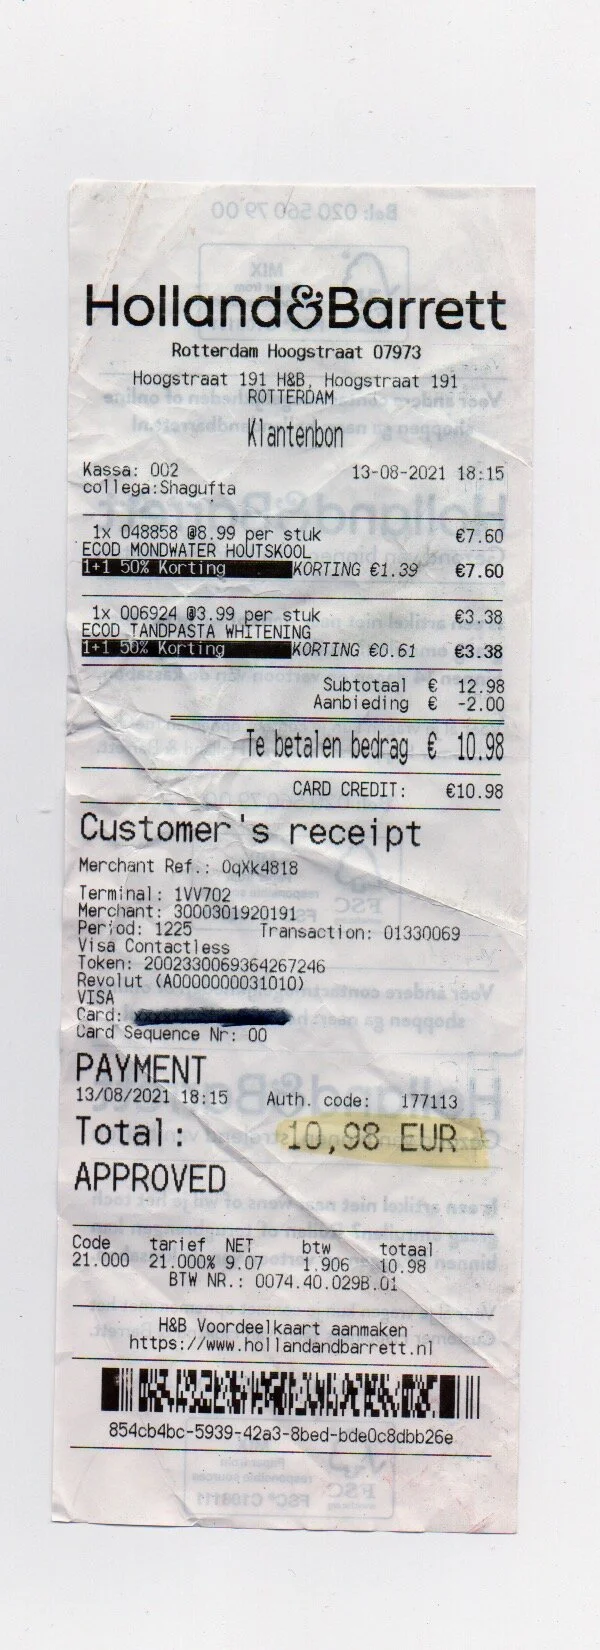 Bel: 020 560 79 00
Holland&Barrett
Rotterdam Hoogstraat 07973
Hoogstraat 191 H&B, Hoogstraat 191
ROTTERDAM
Klantenbon
Kassa: 002 13-08-2021 18:15
collega:Shagufta
1x 048858 @8.99 per stuk €7.60
ECOD MONDWATER HOUTSKOOL
1+1 50% Korting KORTING €1.39 €7.60
1x 006924 @3.99 per stuk €3.38
ECOD TANDPASTA WHITENING
1+1 50% Korting KORTING €0.61 €3.38
Subtotaal € 12.98
Aanbieding € -2.00
Te betalen bedrag € 10.98
CARD CREDIT: €10.98
Customer's receipt
Merchant Ref.: OqXk4818
Terminal: 1VV702
Merchant: 3000301920191
Period: 1225 Transaction: 01330069
Visa Contactless
Token: 2002330069364267246
Revolut (A0000000031010)
VISA
Card:
Card Sequence Nr: 00
PAYMENT
13/08/2021 18:15 Auth. code: 177113
Total: 10,98 EUR
APPROVED
Code tarief NET btw totaal
21.000 21.000% 9.07 1.906 10.98
BTW NR.: 0074.40.029B.01
H&B Voordeelkaart aanmaken
https://www.hollandandbarrett.nl
854cb4bc-5939-42a3-8bed-bde0c8dbb26e